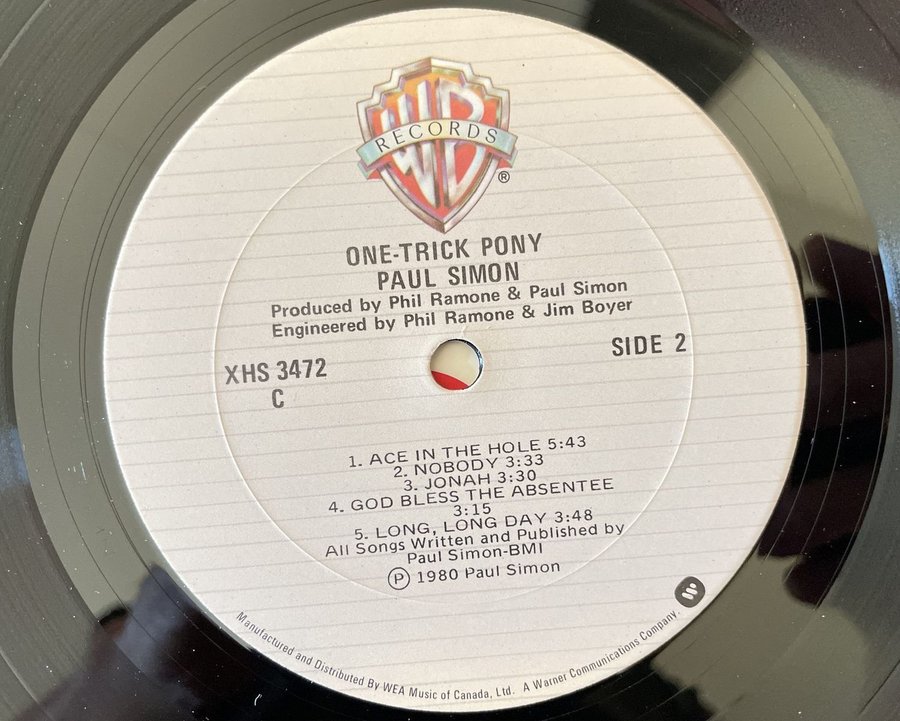 WB
RECORDS
®
ONE-TRICK PONY
PAUL SIMON
Produced by Phil Ramone & Paul Simon
Engineered by Phil Ramone & Jim Boyer
XHS 3472
C
SIDE 2
1. ACE IN THE HOLE 5:43
2. NOBODY 3:33
3. JONAH 3:30
4. GOD BLESS THE ABSENTEE
3:15
5. LONG, LONG DAY 3:48
All Songs Written and Published by
Paul Simon-BMI
Ⓟ 1980 Paul Simon
Manufactured and Distributed By WEA Music of Canada, Ltd. A Warner Communications Company.